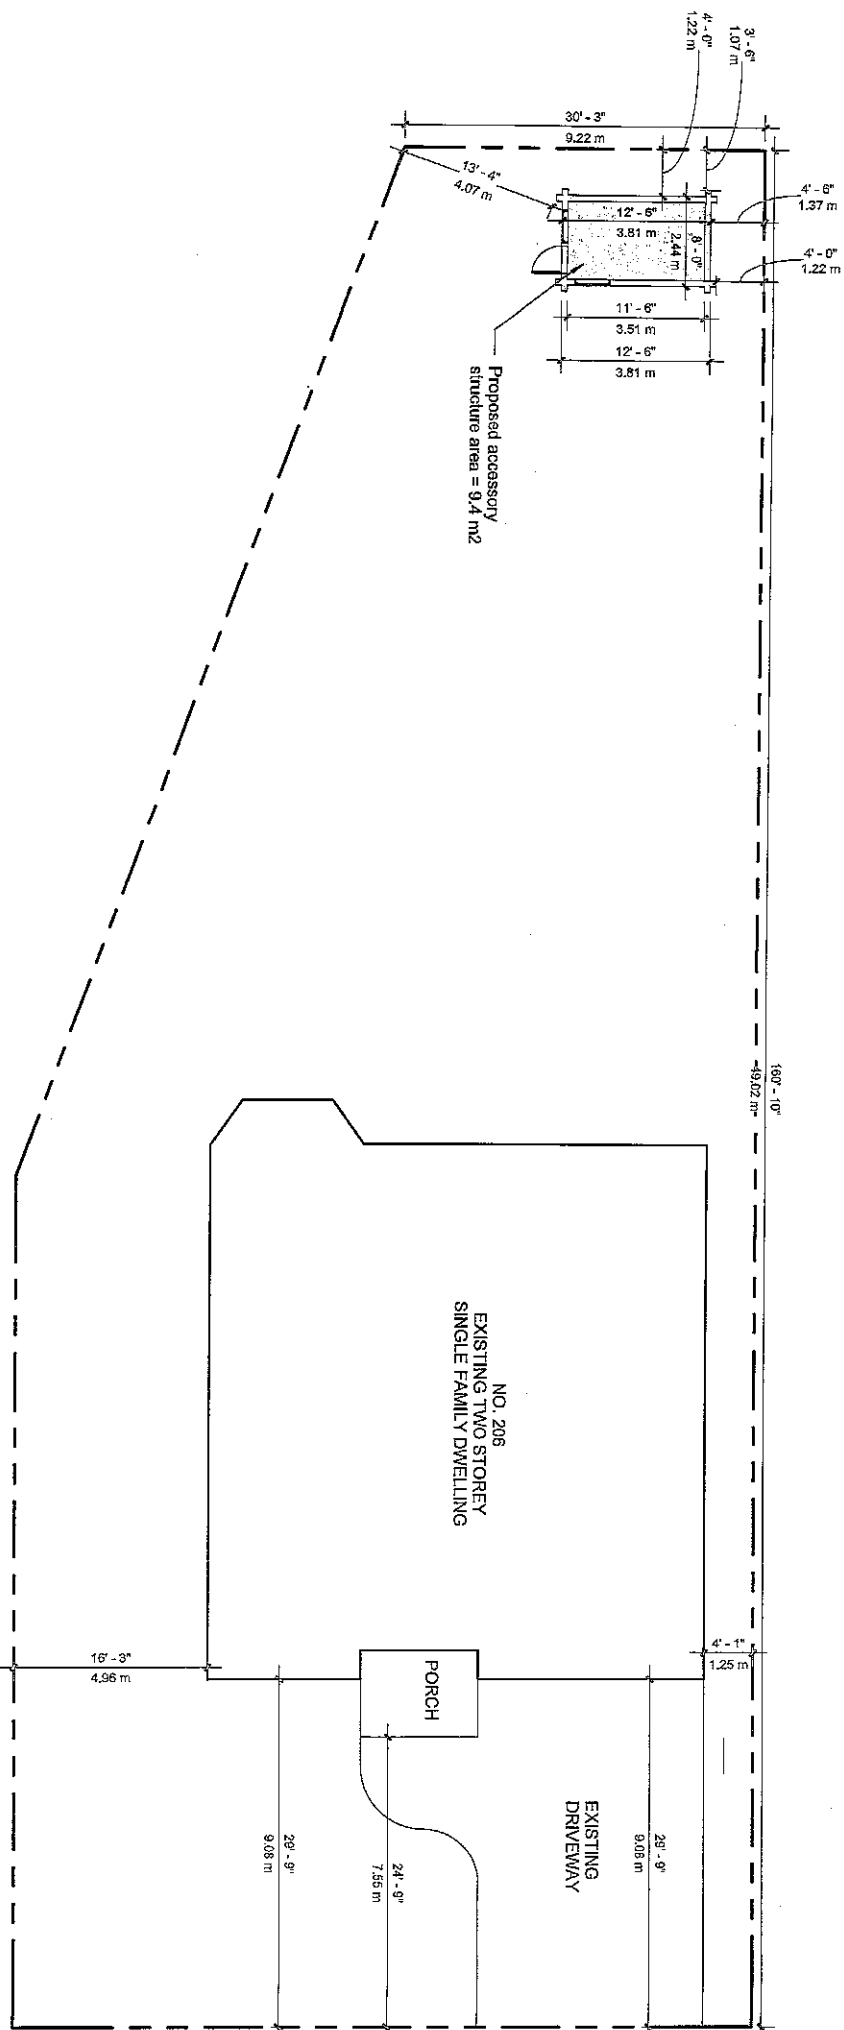 3' - 6"
1.07 m
4' - 0"
1.22 m
30' - 3"
9.22 m
13' - 4"
4.07 m
4' - 6"
1.37 m
12' - 6"
3.81 m
8' - 0"
2.44 m
4' - 0"
1.22 m
11' - 6"
3.51 m
12' - 6"
3.81 m
Proposed accessory
structure area = 9.4 m2
160' - 10"
49.02 m
NO. 206
EXISTING TWO STOREY
SINGLE FAMILY DWELLING
16' - 3"
4.96 m
PORCH
4' - 1"
1.25 m
EXISTING
DRIVEWAY
29' - 9"
9.08 m
24' - 9"
7.55 m
29' - 9"
9.08 m